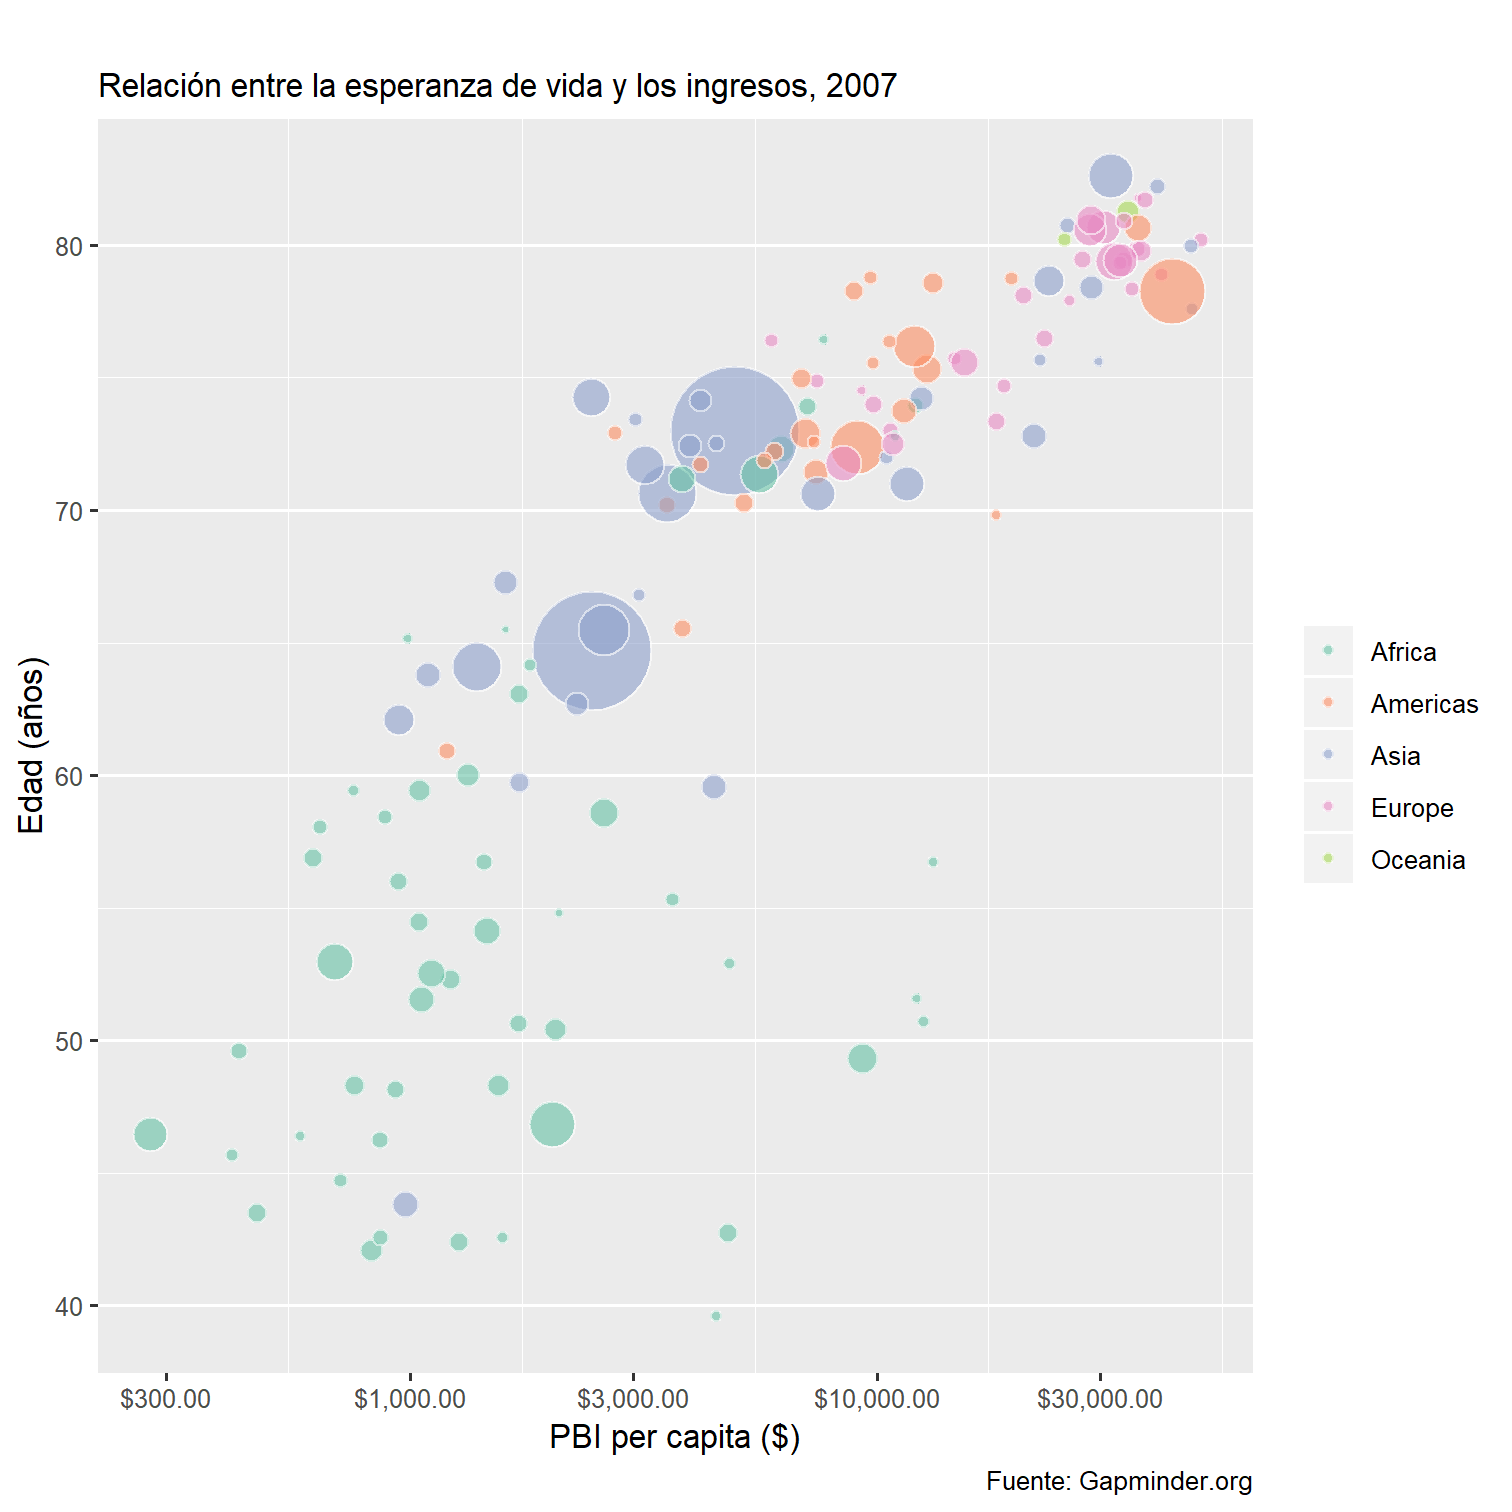 Relación entre la esperanza de vida y los ingresos, 2007
Edad (años)
80
70
60
50
40
$300.00
$1,000.00
$3,000.00
$10,000.00
$30,000.00
PBI per capita ($)
Africa
Americas
Asia
Europe
Oceania
Fuente: Gapminder.org